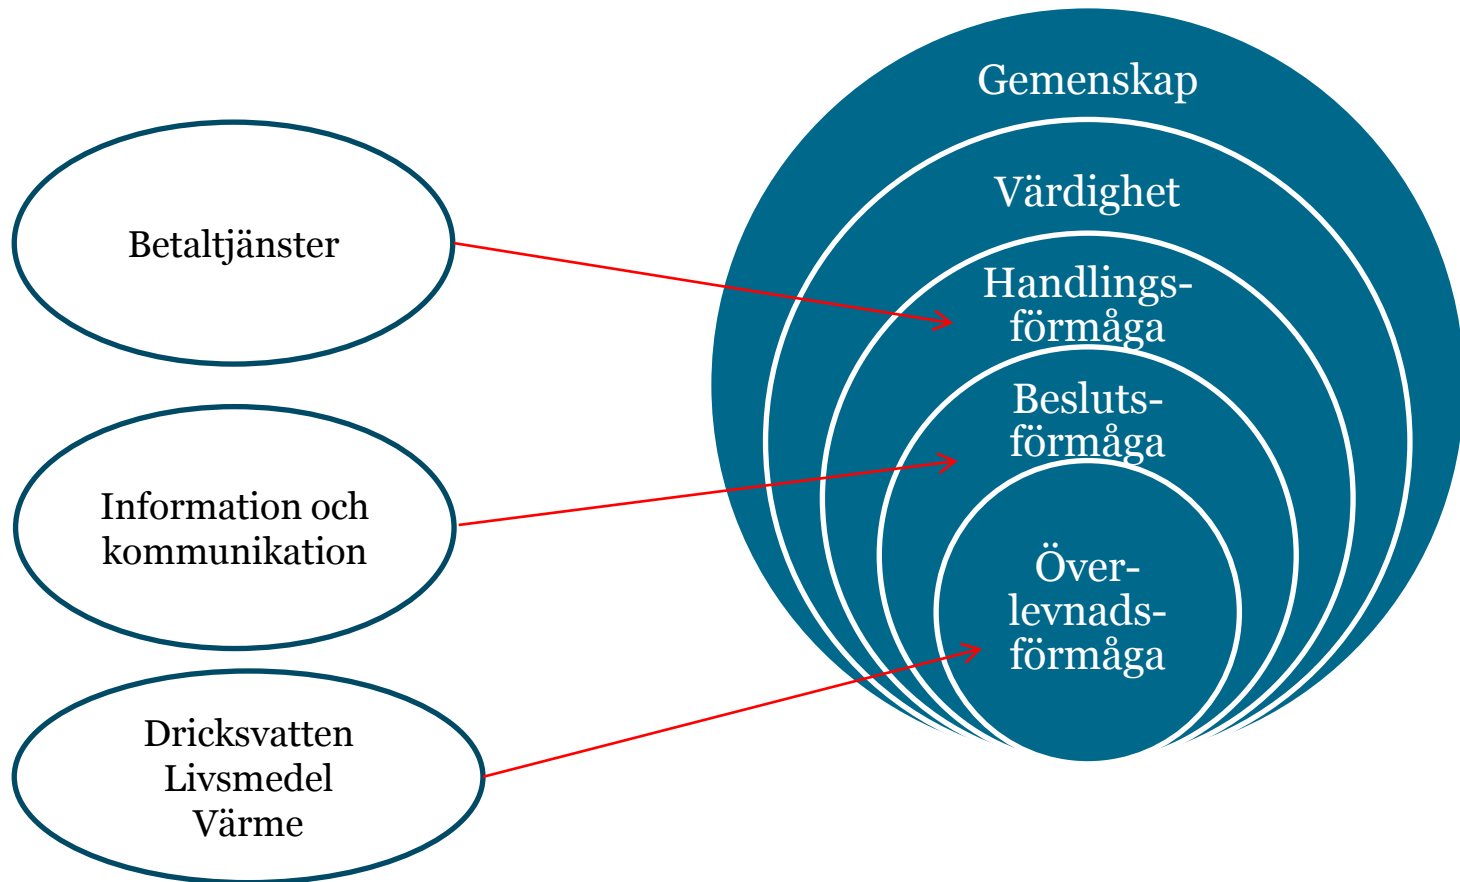 Betaltjänster
Information och
kommunikation
Dricksvatten
Livsmedel
Värme
Gemenskap
Värdighet
Handlings-
förmåga
Besluts-
förmåga
Över-
levnads-
förmåga